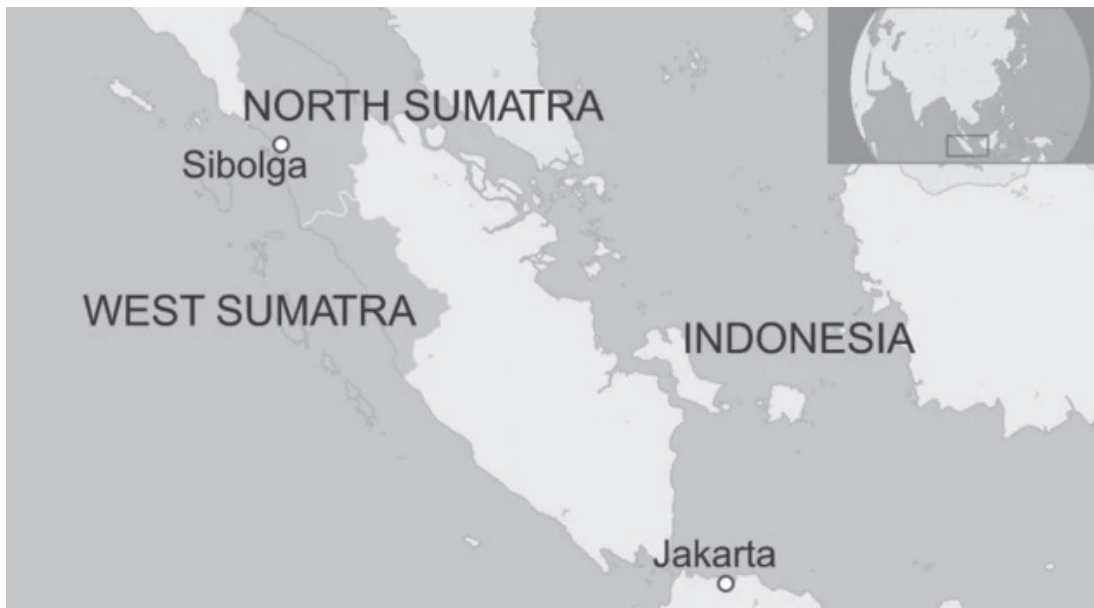 NORTH SUMATRA
Sibolga
WEST SUMATRA
INDONESIA
Jakarta